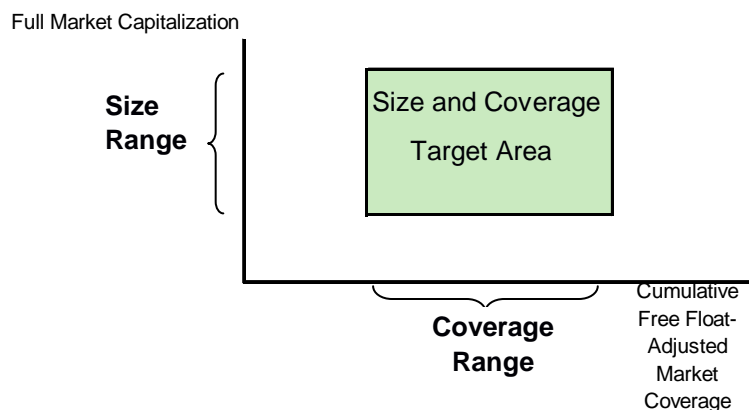 Full Market Capitalization
Size
Range
Size and Coverage
Target Area
Coverage
Range
Cumulative
Free Float-
Adjusted
Market
Coverage